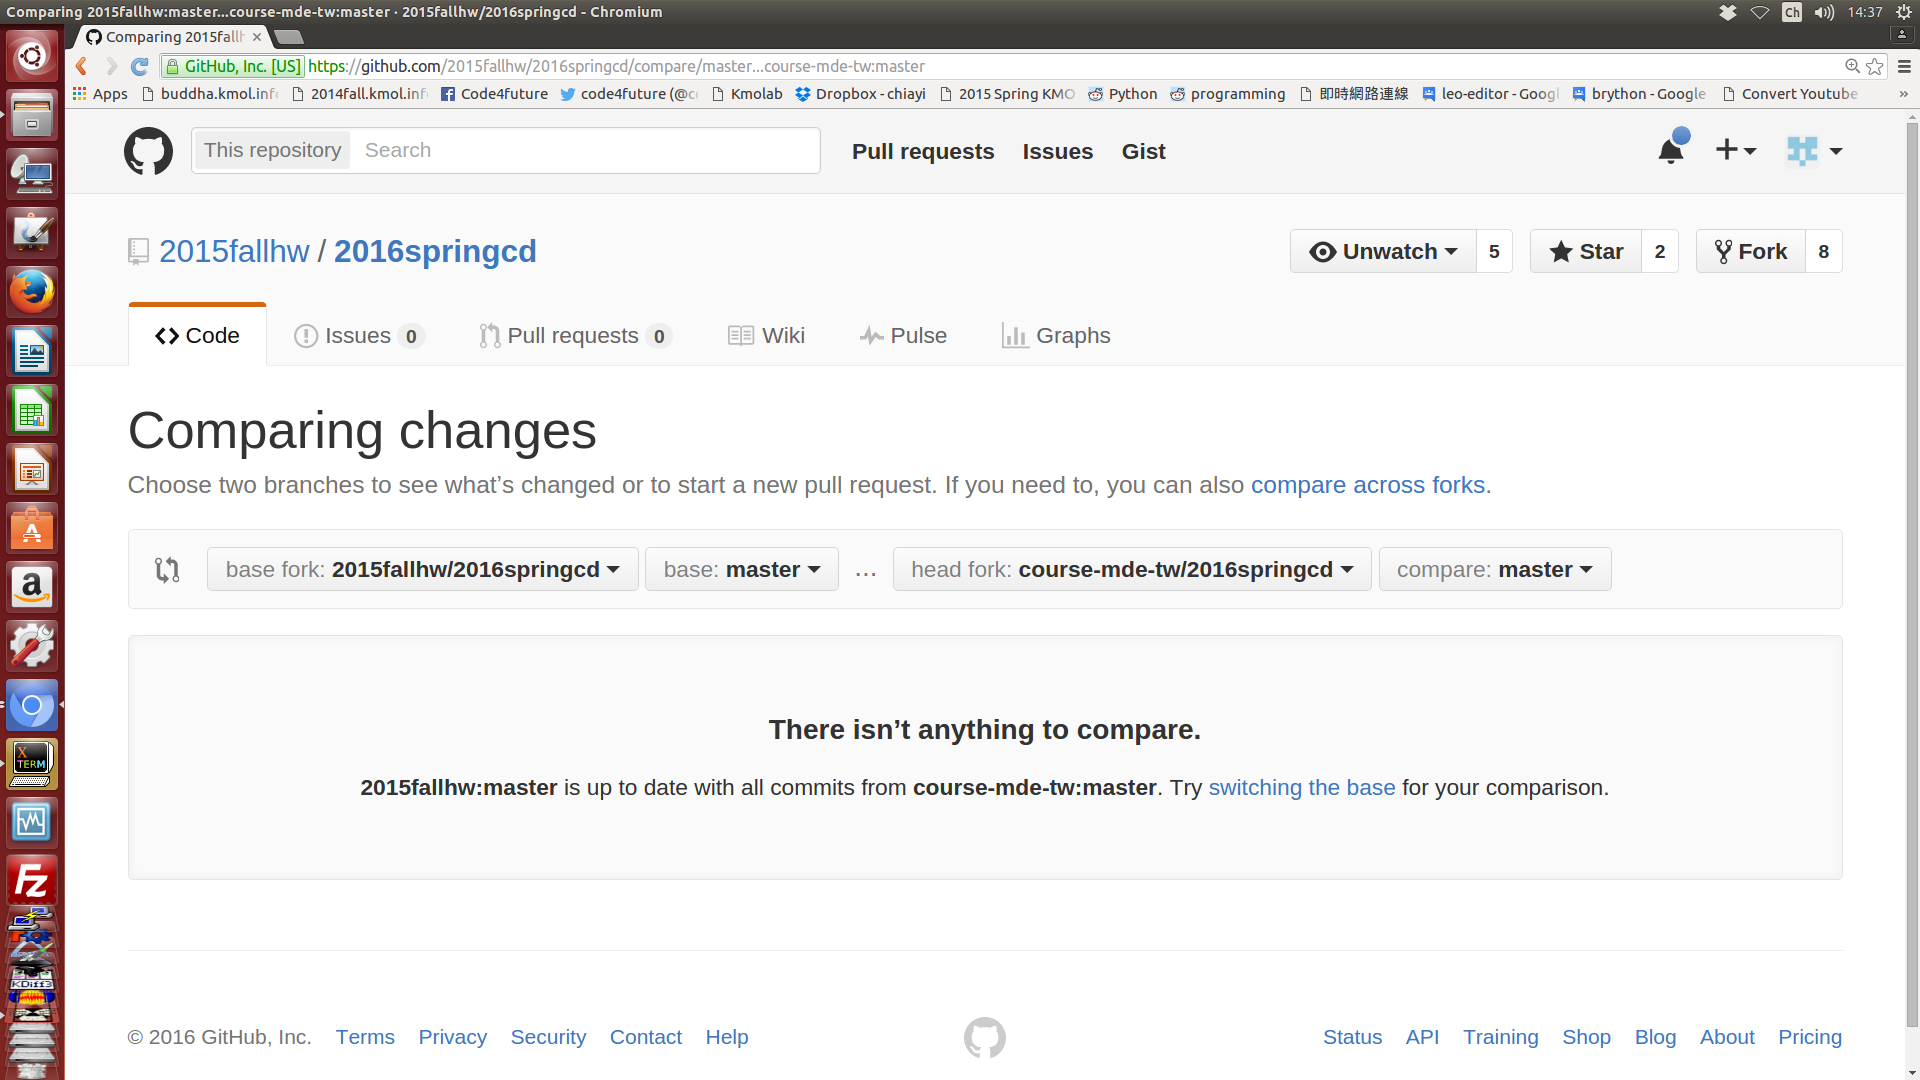 Comparing 2015fallhw:master...course-mde-tw:master · 2015fallhw/2016springcd - Chromium
Ch
14:37
Comparing 2015fallh
GitHub, Inc. [US] https://github.com/2015fallhw/2016springcd/compare/master...course-mde-tw:master
Apps buddha.kmol.inf 2014fall.kmol.inf Code4future code4future (@c Kmolab Dropbox - chiayi 2015 Spring KMO Python programming 即時網路連線 leo-editor - Googl brython - Google Convert Youtube »
This repository Search Pull requests Issues Gist
2015fallhw / 2016springcd Unwatch 5 Star 2 Fork 8
Code Issues 0 Pull requests 0 Wiki Pulse Graphs
Comparing changes
Choose two branches to see what’s changed or to start a new pull request. If you need to, you can also compare across forks.
base fork: 2015fallhw/2016springcd base: master ... head fork: course-mde-tw/2016springcd compare: master
There isn’t anything to compare.
2015fallhw:master is up to date with all commits from course-mde-tw:master. Try switching the base for your comparison.
X
TERM
Fz
KDiff3
© 2016 GitHub, Inc. Terms Privacy Security Contact Help Status API Training Shop Blog About Pricing